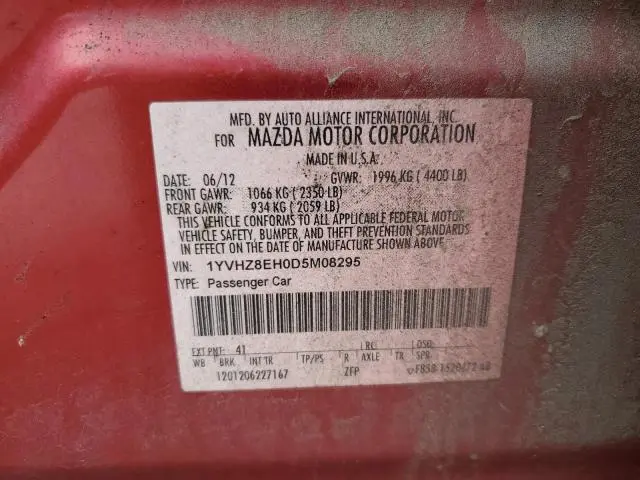 MFD. BY AUTO ALLIANCE INTERNATIONAL, INC.
FOR MAZDA MOTOR CORPORATION
MADE IN U.S.A.
DATE: 06/12 GVWR: 1996 KG ( 4400 LB)
FRONT GAWR: 1066 KG ( 2350 LB)
REAR GAWR: 934 KG ( 2059 LB)
THIS VEHICLE CONFORMS TO ALL APPLICABLE FEDERAL MOTOR
VEHICLE SAFETY, BUMPER, AND THEFT PREVENTION
STANDARDS IN EFFECT ON THE DATE OF
MANUFACTURE SHOWN ABOVE.
VIN: 1YVHZ8EH0D5M08295
TYPE: Passenger Car
EXT PNT: 41 RC: DSO:
WB BRK INT TR TP/PS R AXLE TR SPR
1201206227167 ZFP